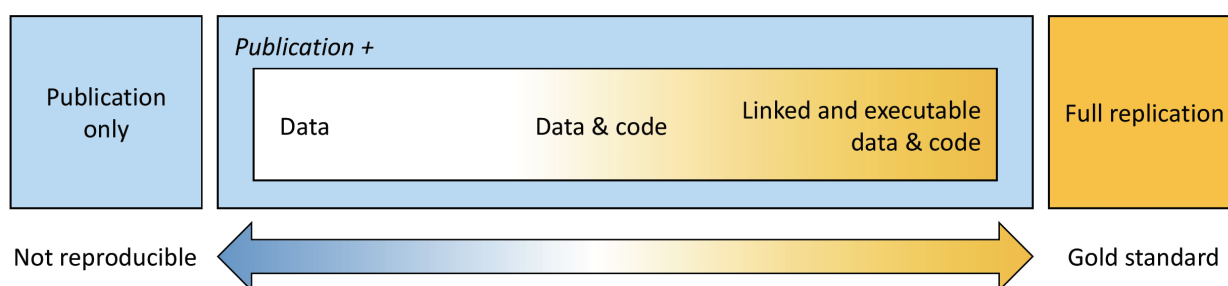 Publication +
Publication
only
Data
Data & code
Linked and executable
data & code
Full replication
Not reproducible
Gold standard